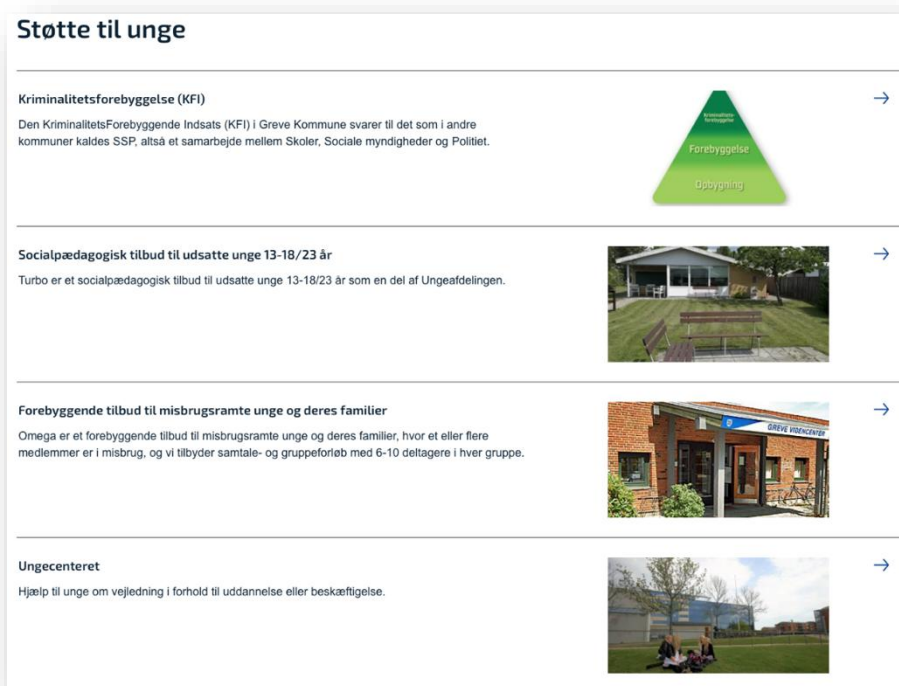 Støtte til unge
Kriminalitetsforebyggelse (KFI)
Den KriminalitetsForebyggende Indsats (KFI) i Greve Kommune svarer til det som i andre
kommuner kaldes SSP, altså et samarbejde mellem Skoler, Sociale myndigheder og Politiet.
Kriminalitets-
forebyggelse
Forebyggelse
Opbygning
Socialpædagogisk tilbud til udsatte unge 13-18/23 år
Turbo er et socialpædagogisk tilbud til udsatte unge 13-18/23 år som en del af Ungeafdelingen.
Forebyggende tilbud til misbrugsramte unge og deres familier
Omega er et forebyggende tilbud til misbrugsramte unge og deres familier, hvor et eller flere
medlemmer er i misbrug, og vi tilbyder samtale- og gruppeforløb med 6-10 deltagere i hver gruppe.
GREVE VIDENCENTER
Ungecenteret
Hjælp til unge om vejledning i forhold til uddannelse eller beskæftigelse.